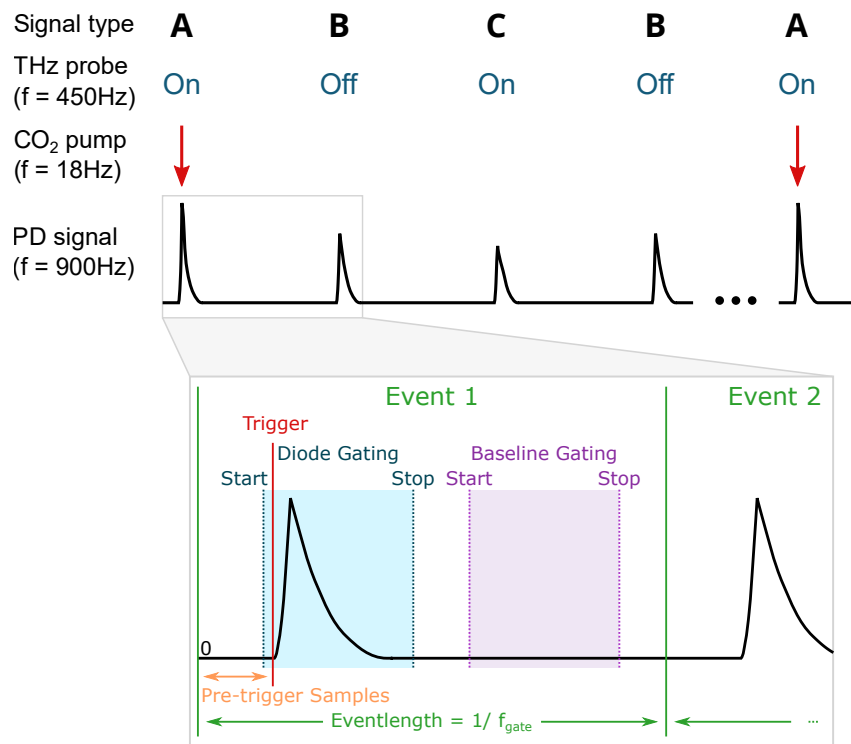 Signal type A B C B A
THz probe
(f = 450Hz) On Off On Off On
CO₂ pump
(f = 18Hz)
PD signal
(f = 900Hz)
Event 1 Event 2
Trigger
Diode Gating Baseline Gating
Start Stop Start Stop
0
Pre-trigger Samples
Eventlength = 1/ f_gate ...